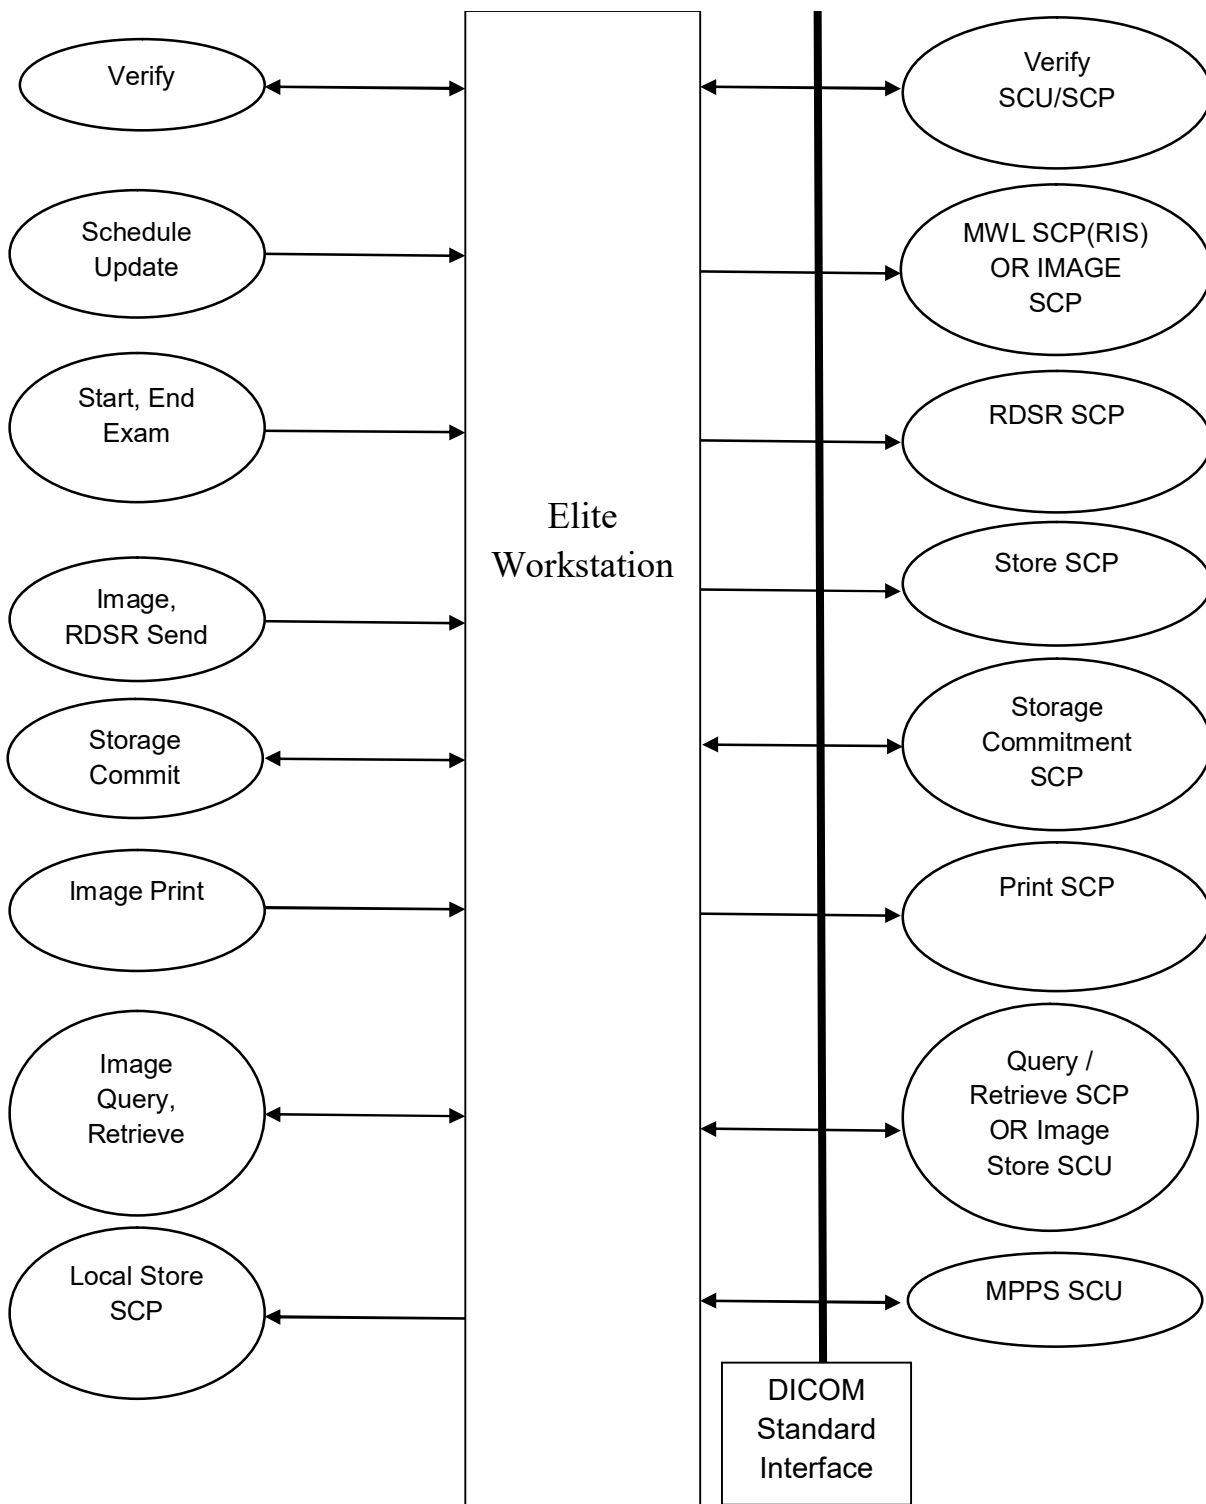 Verify
Schedule
Update
Start, End
Exam
Image,
RDSR Send
Storage
Commit
Image Print
Image
Query,
Retrieve
Local Store
SCP
Elite
Workstation
Verify
SCU/SCP
MWL SCP(RIS)
OR IMAGE
SCP
RDSR SCP
Store SCP
Storage
Commitment
SCP
Print SCP
Query /
Retrieve SCP
OR Image
Store SCU
MPPS SCU
DICOM
Standard
Interface